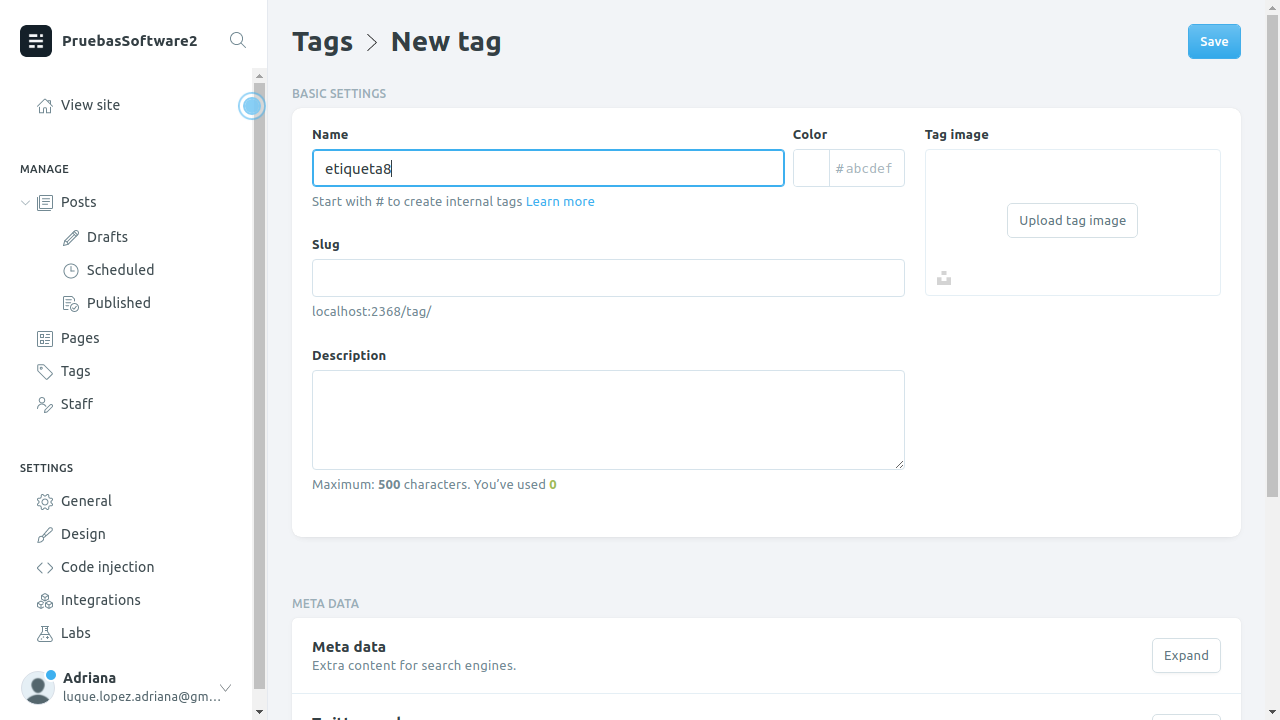 PruebasSoftware2
View site
MANAGE
Posts
Drafts
Scheduled
Published
Pages
Tags
Staff
SETTINGS
General
Design
Code injection
Integrations
Labs
Adriana
luque.lopez.adriana@gm...
Tags > New tag
Save
BASIC SETTINGS
Name
etiqueta8
Start with # to create internal tags Learn more
Color
#abcdef
Tag image
Upload tag image
Slug
localhost:2368/tag/
Description
Maximum: 500 characters. You've used 0
META DATA
Meta data
Extra content for search engines.
Expand